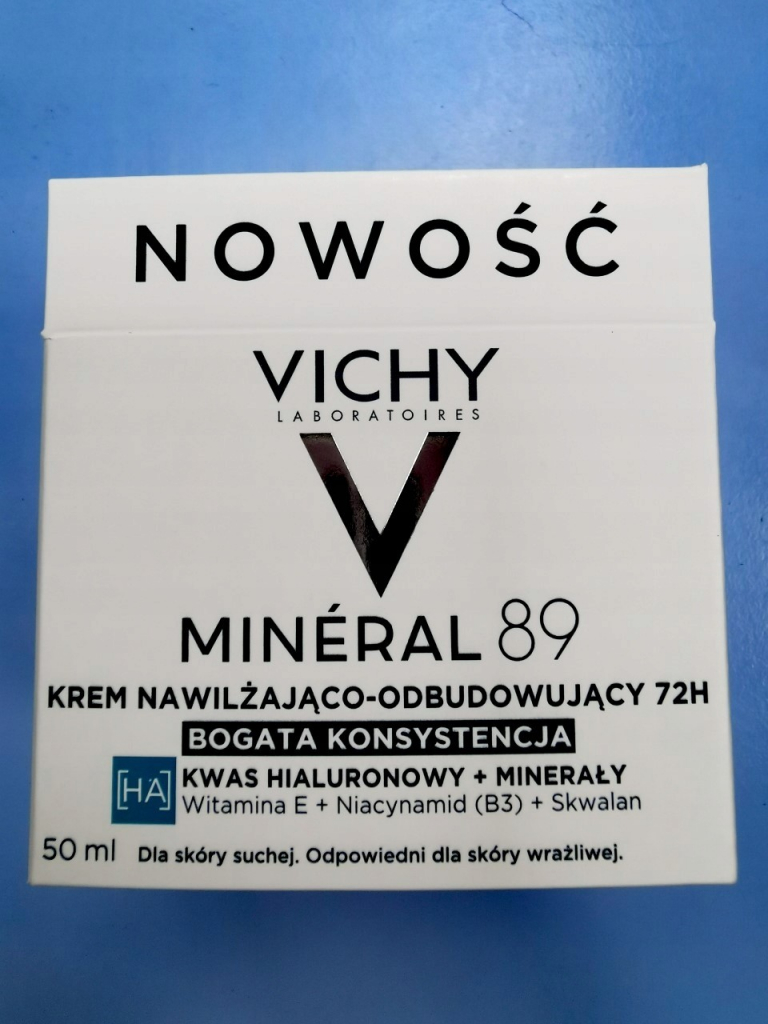 NOWOŚĆ
VICHY
LABORATOIRES
MINÉRAL 89
KREM NAWILŻAJĄCO-ODBUDOWUJĄCY 72H
BOGATA KONSYSTENCJA
[HA] KWAS HIALURONOWY + MINERAŁY
Witamina E + Niacynamid (B3) + Skwalan
50 ml Dla skóry suchej. Odpowiedni dla skóry wrażliwej.